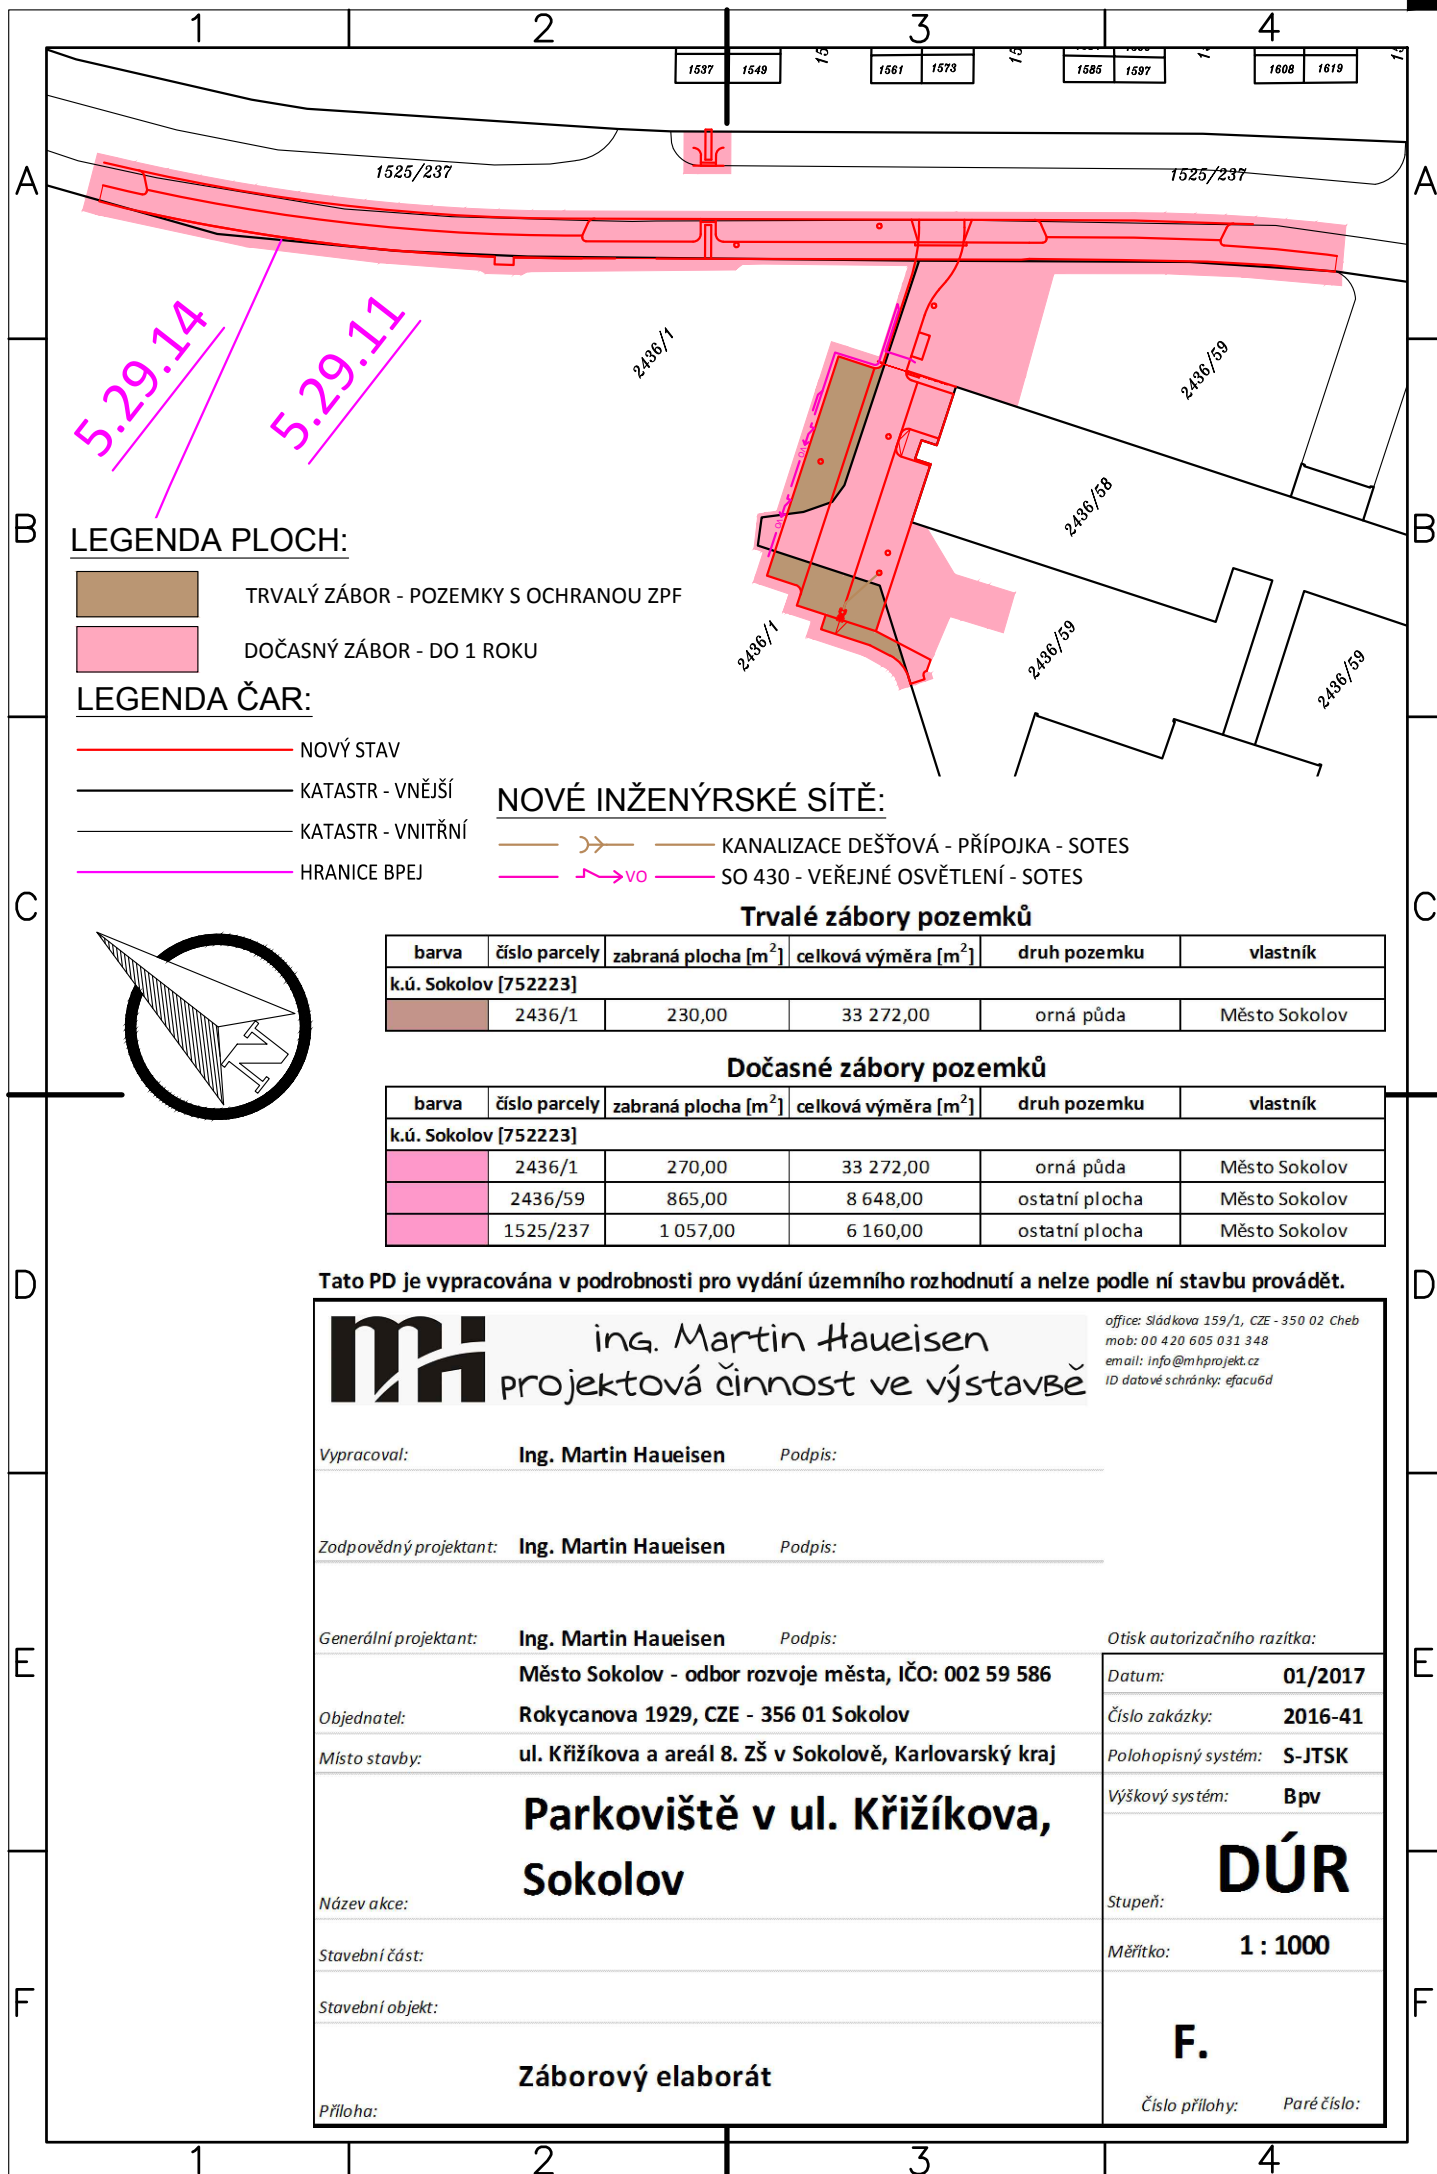 1 2 3 4
1537 1549 15 1561 1573 15 1585 1597 1608 1619
A A
1525/237 1525/237
5.29.14
5.29.11
2436/1
2436/59
2436/58
B B
VO
VO
LEGENDA PLOCH:
TRVALÝ ZÁBOR - POZEMKY S OCHRANOU ZPF
DOČASNÝ ZÁBOR - DO 1 ROKU
2436/1
2436/59
2436/59
LEGENDA ČAR:
NOVÝ STAV
KATASTR - VNĚJŠÍ
KATASTR - VNITŘNÍ
HRANICE BPEJ
NOVÉ INŽENÝRSKÉ SÍTĚ:
KANALIZACE DEŠŤOVÁ - PŘÍPOJKA - SOTES
VO SO 430 - VEŘEJNÉ OSVĚTLENÍ - SOTES
C C
N
Trvalé zábory pozemků
barva číslo parcely zabraná plocha [m²] celková výměra [m²] druh pozemku vlastník
k.ú. Sokolov [752223]
2436/1 230,00 33 272,00 orná půda Město Sokolov
Dočasné zábory pozemků
barva číslo parcely zabraná plocha [m²] celková výměra [m²] druh pozemku vlastník
k.ú. Sokolov [752223]
2436/1 270,00 33 272,00 orná půda Město Sokolov
2436/59 865,00 8 648,00 ostatní plocha Město Sokolov
1525/237 1 057,00 6 160,00 ostatní plocha Město Sokolov
D D
Tato PD je vypracována v podrobnosti pro vydání územního rozhodnutí a nelze podle ní stavbu provádět.
mH
ing. Martin Haueisen
projektová činnost ve výstavbě
office: Sládkova 159/1, CZE - 350 02 Cheb
mob: 00 420 605 031 348
email: info@mhprojekt.cz
ID datové schránky: efacu6d
Vypracoval: Ing. Martin Haueisen Podpis:
Zodpovědný projektant: Ing. Martin Haueisen Podpis:
Generální projektant: Ing. Martin Haueisen Podpis:
Otisk autorizačního razítka:
E E
Město Sokolov - odbor rozvoje města, IČO: 002 59 586
Objednatel: Rokycanova 1929, CZE - 356 01 Sokolov
Místo stavby: ul. Křižíkova a areál 8. ZŠ v Sokolově, Karlovarský kraj
Datum: 01/2017
Číslo zakázky: 2016-41
Polohopisný systém: S-JTSK
Výškový systém: Bpv
Parkoviště v ul. Křižíkova,
Sokolov
Název akce:
Stupeň: DÚR
Stavební část:
Měřítko: 1 : 1000
Stavební objekt:
F F
F.
Záborový elaborát
Příloha:
Číslo přílohy: Paré číslo:
1 2 3 4